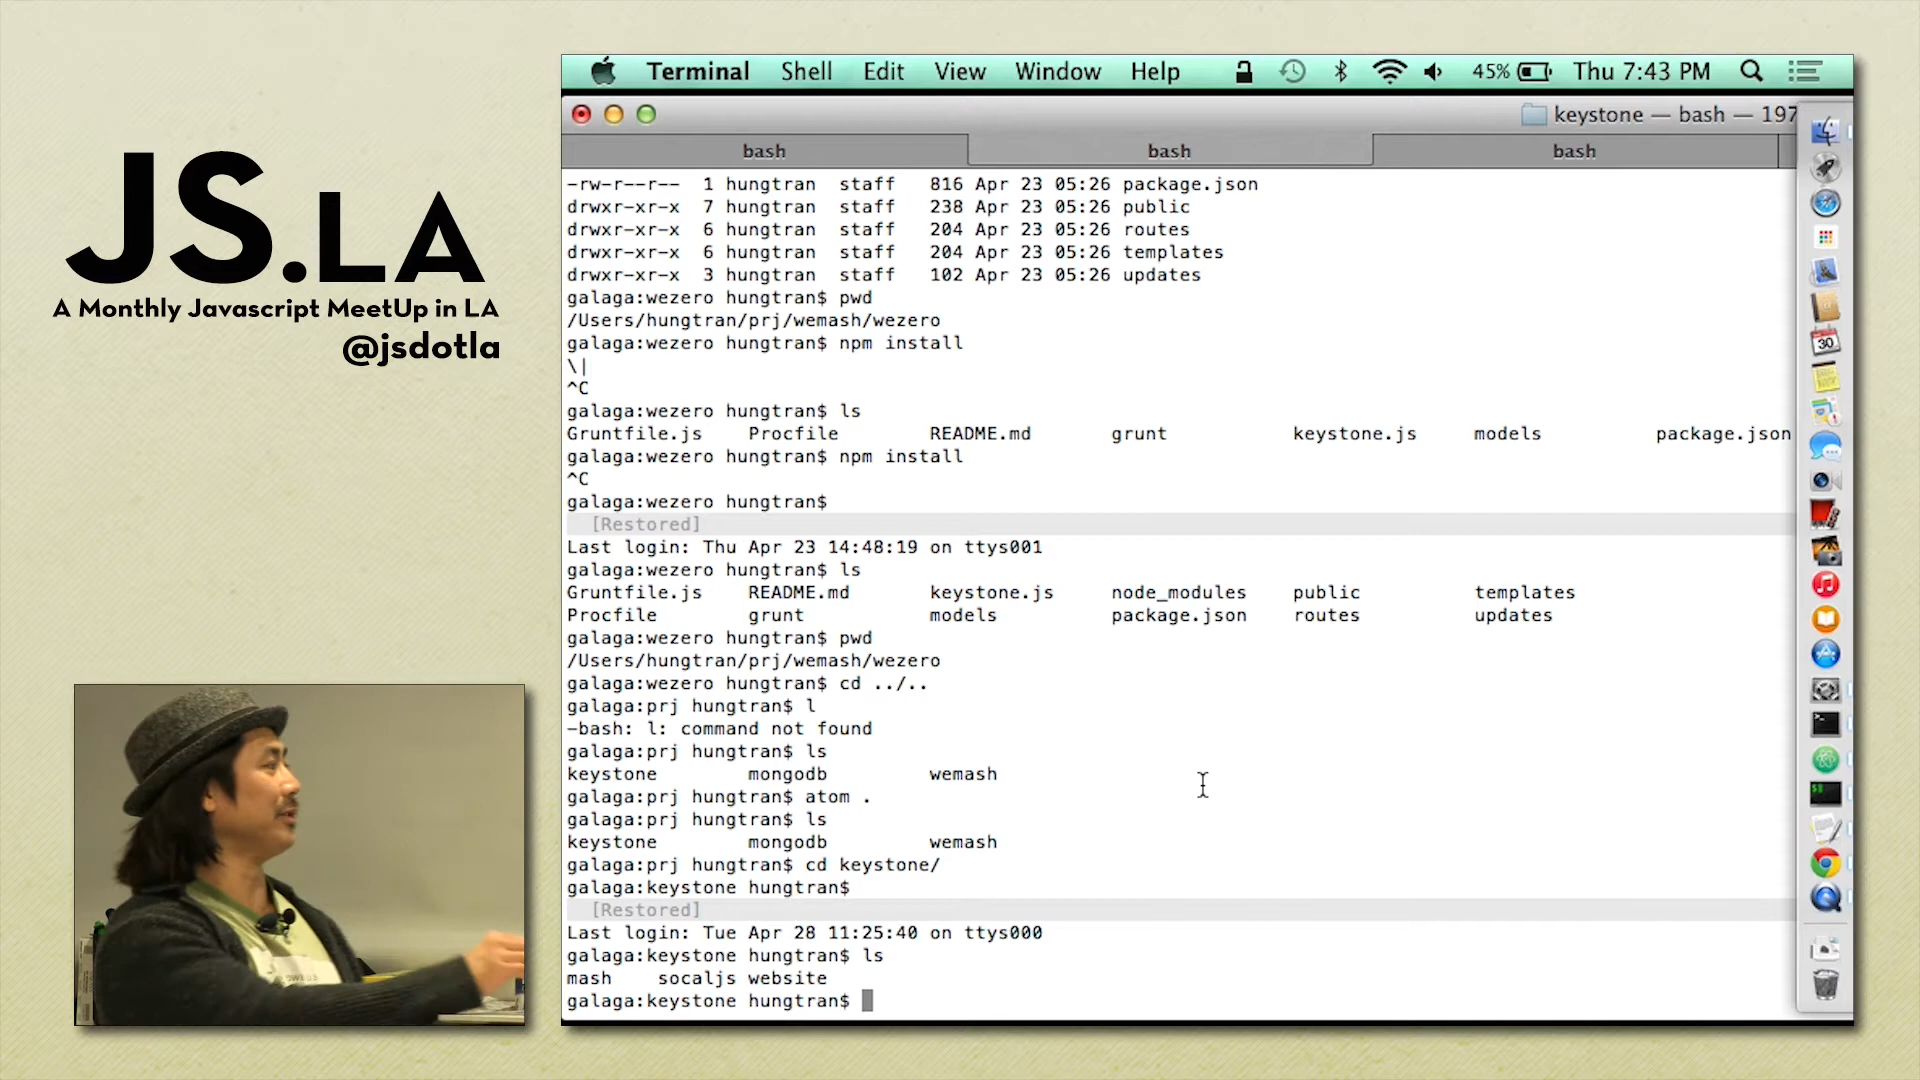 JS.LA
A Monthly Javascript MeetUp in LA
@jsdotla
Terminal Shell Edit View Window Help 45% Thu 7:43 PM
keystone — bash — 197
bash bash bash
-rw-r--r-- 1 hungtran staff 816 Apr 23 05:26 package.json
drwxr-xr-x 7 hungtran staff 238 Apr 23 05:26 public
drwxr-xr-x 6 hungtran staff 204 Apr 23 05:26 routes
drwxr-xr-x 6 hungtran staff 204 Apr 23 05:26 templates
drwxr-xr-x 3 hungtran staff 102 Apr 23 05:26 updates
galaga:wezero hungtran$ pwd
/Users/hungtran/prj/wemash/wezero
galaga:wezero hungtran$ npm install
\|
^C
galaga:wezero hungtran$ ls
Gruntfile.js Procfile README.md grunt keystone.js models package.json
galaga:wezero hungtran$ npm install
^C
galaga:wezero hungtran$
[Restored]
Last login: Thu Apr 23 14:48:19 on ttys001
galaga:wezero hungtran$ ls
Gruntfile.js README.md keystone.js node_modules public templates
Procfile grunt models package.json routes updates
galaga:wezero hungtran$ pwd
/Users/hungtran/prj/wemash/wezero
galaga:wezero hungtran$ cd ../..
galaga:prj hungtran$ l
-bash: l: command not found
galaga:prj hungtran$ ls
keystone mongodb wemash
galaga:prj hungtran$ atom .
galaga:prj hungtran$ ls
keystone mongodb wemash
galaga:prj hungtran$ cd keystone/
galaga:keystone hungtran$
[Restored]
Last login: Tue Apr 28 11:25:40 on ttys000
galaga:keystone hungtran$ ls
mash socaljs website
galaga:keystone hungtran$
30